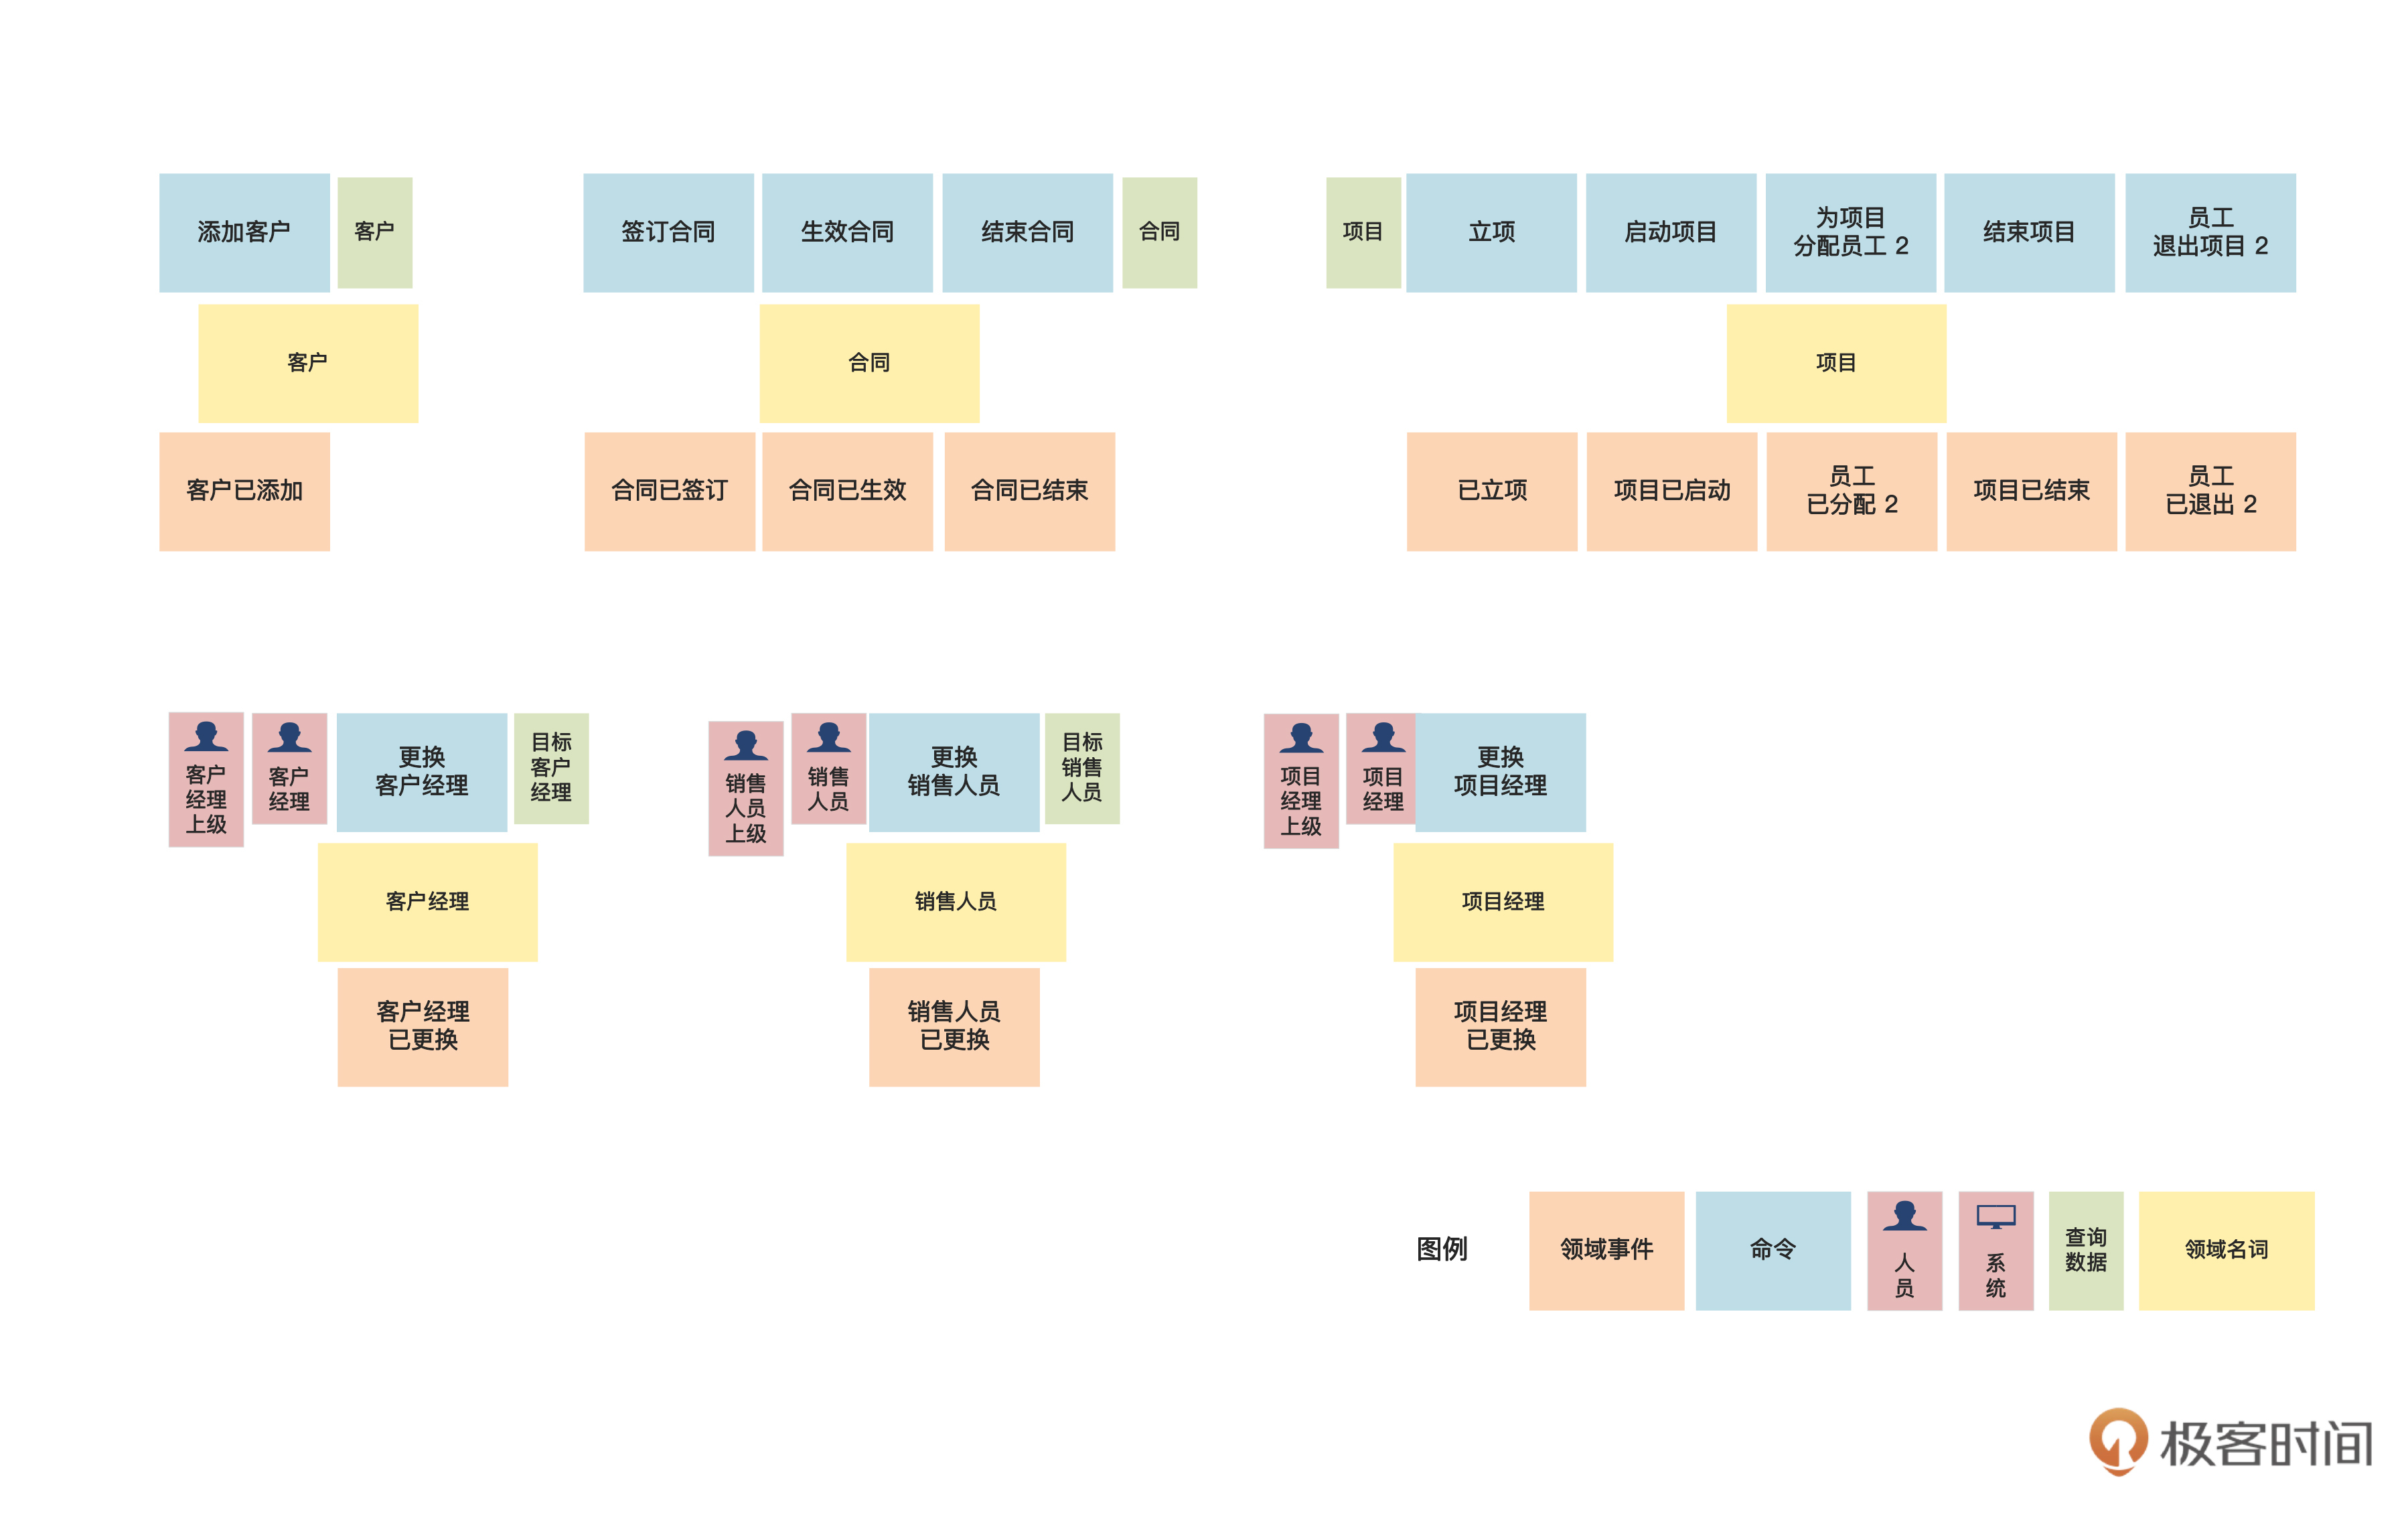 添加客户
客户
签订合同
生效合同
结束合同
合同
项目
立项
启动项目
为项目
分配员工 2
结束项目
员工
退出项目 2
客户
合同
项目
客户已添加
合同已签订
合同已生效
合同已结束
已立项
项目已启动
员工
已分配 2
项目已结束
员工
已退出 2
客户
经理
上级
客户
经理
更换
客户经理
目标
客户
经理
销售
人员
上级
销售
人员
更换
销售人员
目标
销售
人员
项目
经理
上级
项目
经理
更换
项目经理
客户经理
销售人员
项目经理
客户经理
已更换
销售人员
已更换
项目经理
已更换
图例
领域事件
命令
人
员
系
统
查询
数据
领域名词
极客时间